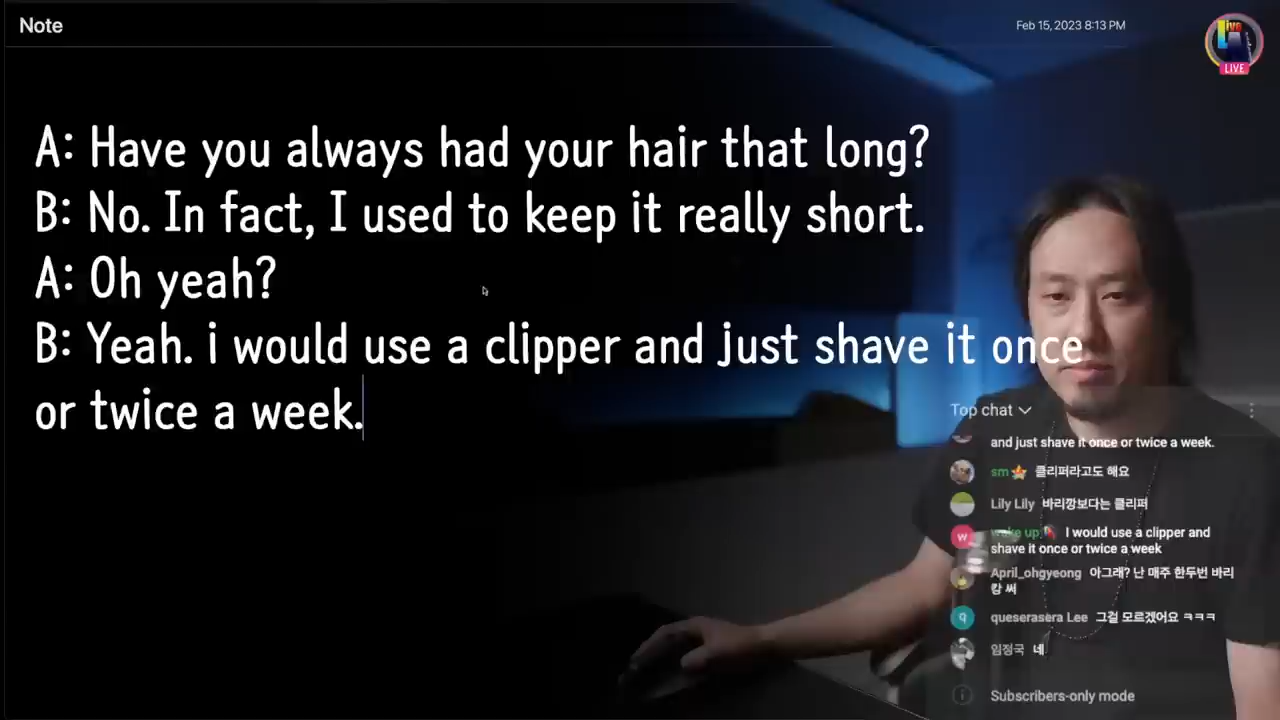 Note
Feb 15, 2023 8:13 PM
Live
LIVE
A: Have you always had your hair that long?
B: No. In fact, I used to keep it really short.
A: Oh yeah?
B: Yeah. i would use a clipper and just shave it once
or twice a week.
Top chat
and just shave it once or twice a week.
sm 클리퍼라고도 해요
Lily Lily 바리깡보다는 클리퍼
w
wake up I would use a clipper and
shave it once or twice a week
April_ohgyeong 아그래? 난 매주 한두번 바리
캉 써
q
queserasera Lee 그걸 모르겠어요 ㅋㅋㅋ
임정국 네
Subscribers-only mode